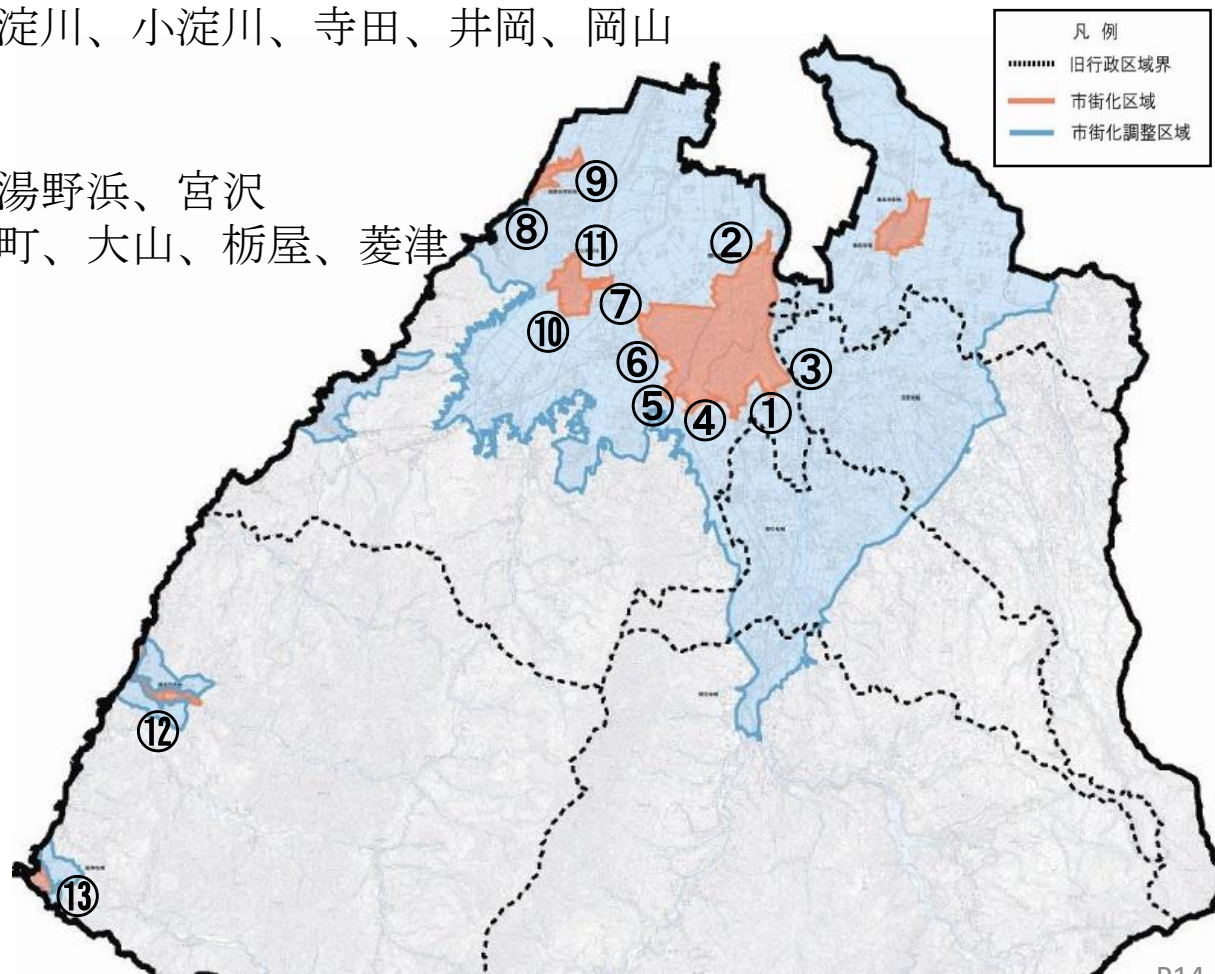 淀川、小淀川、寺田、井岡、岡山
凡 例
旧行政区域界
市街化区域
市街化調整区域
湯野浜、宮沢
町、大山、栃屋、菱津
⑨
⑧
⑪
②
⑦
⑩
⑥
③
⑤
④
①
⑫
⑬